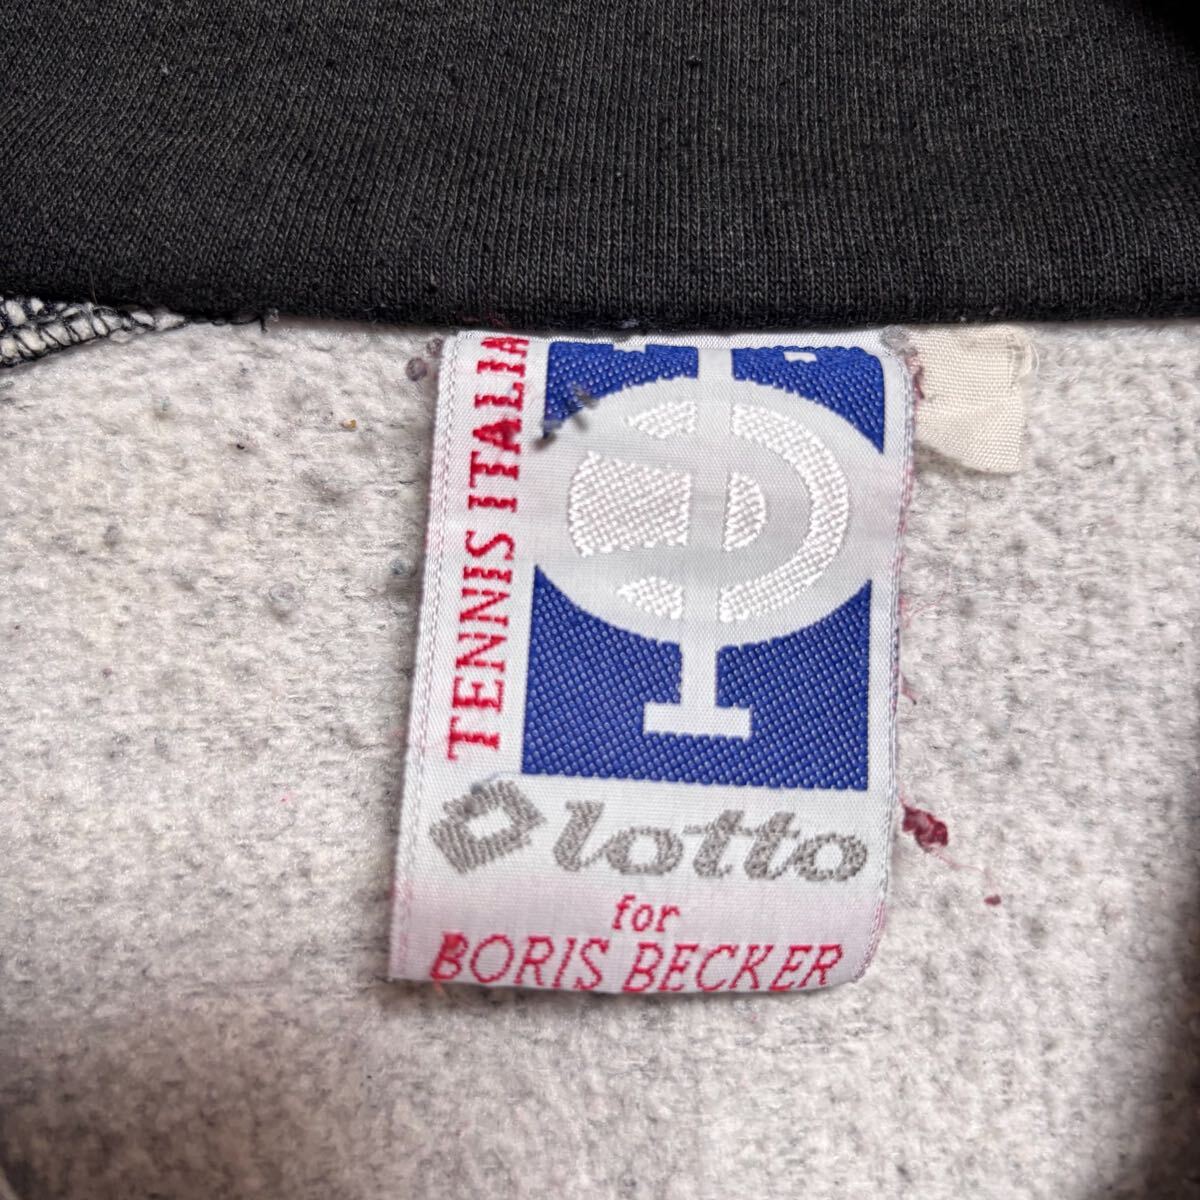 TENNIS ITALIA
lotto
for
BORIS BECKER